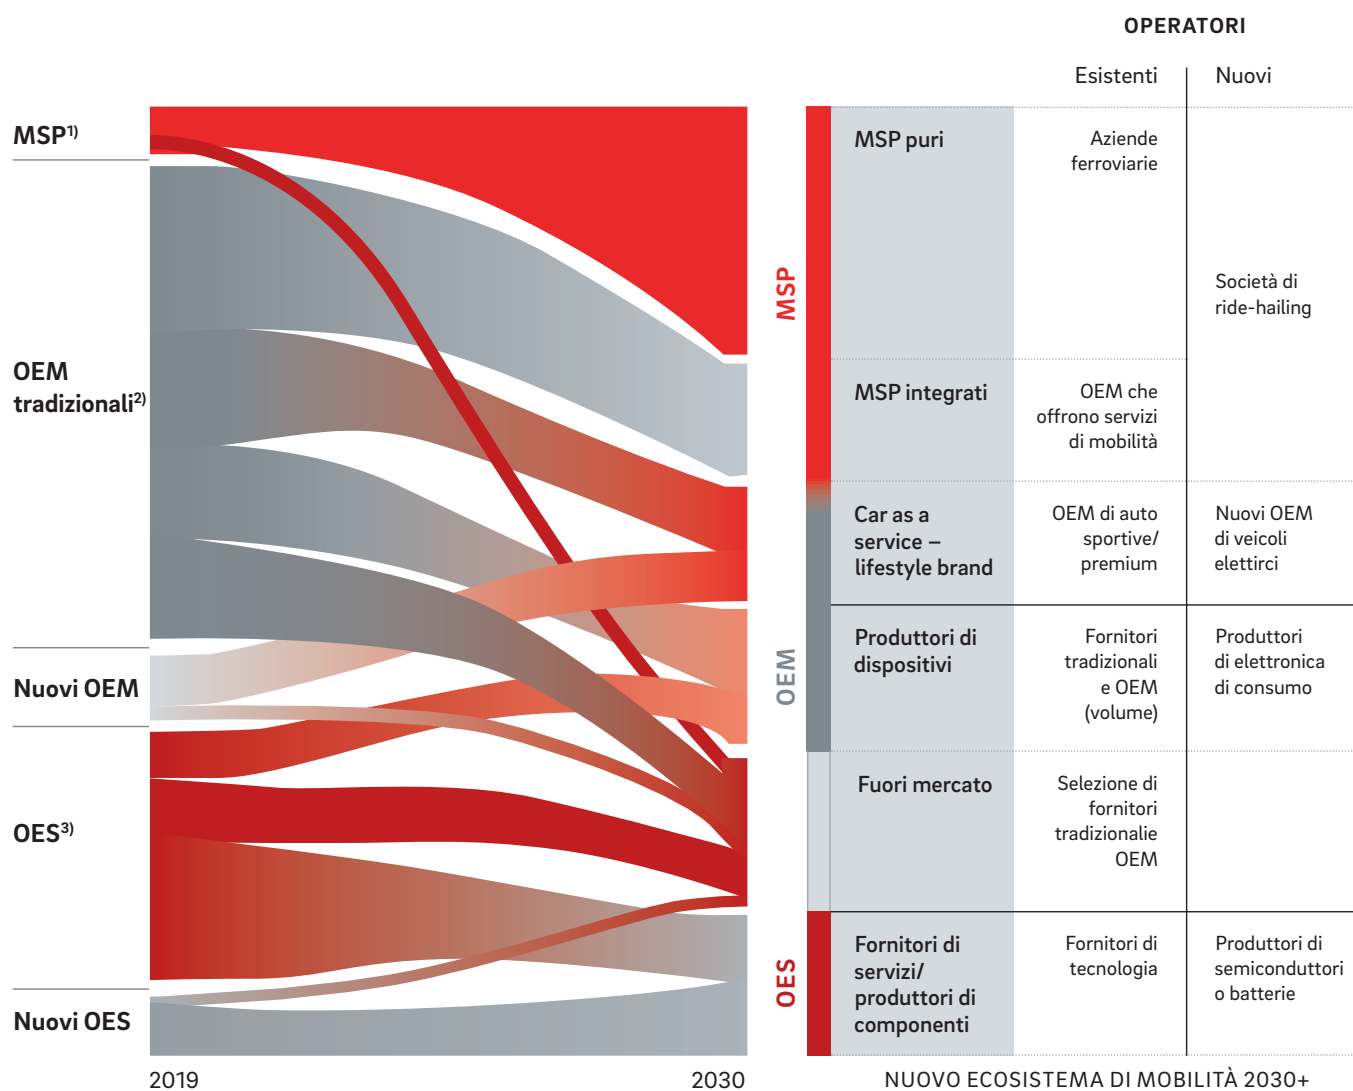 OPERATORI
Esistenti
Nuovi
MSP1)
OEM
tradizionali2)
Nuovi OEM
OES3)
Nuovi OES
2019
2030
MSP
OEM
OES
MSP puri
Aziende
ferroviarie
Società di
ride-hailing
MSP integrati
OEM che
offrono servizi
di mobilità
Car as a
service –
lifestyle brand
OEM di auto
sportive/
premium
Nuovi OEM
di veicoli
elettirci
Produttori di
dispositivi
Fornitori
tradizionali
e OEM
(volume)
Produttori
di elettronica
di consumo
Fuori mercato
Selezione di
fornitori
tradizionalie
OEM
Fornitori di
servizi/
produttori di
componenti
Fornitori di
tecnologia
Produttori di
semiconduttori
o batterie
NUOVO ECOSISTEMA DI MOBILITÀ 2030+